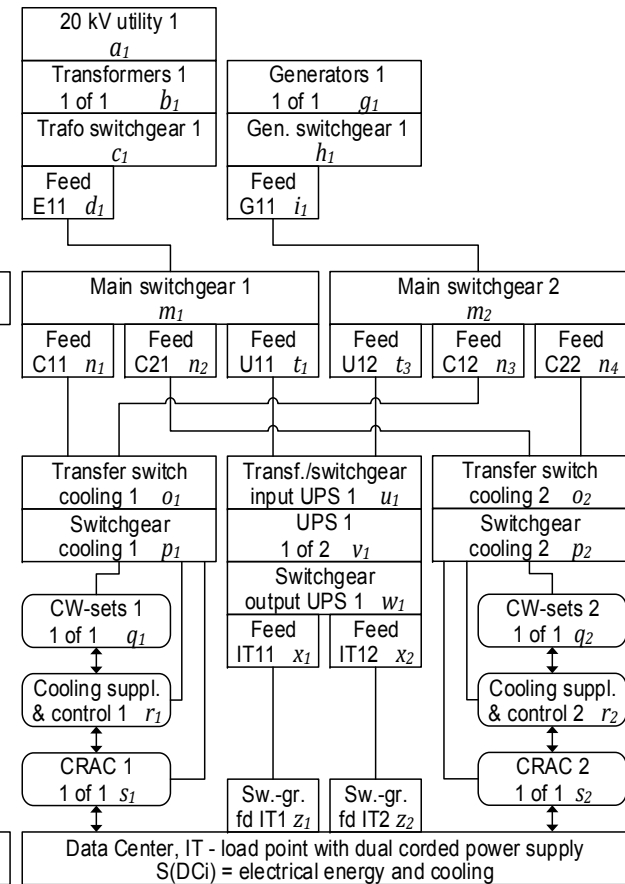 20 kV utility 1
a1
Transformers 1
1 of 1 b1
Trafo switchgear 1
c1
Feed
E11 d1
Generators 1
1 of 1 g1
Gen. switchgear 1
h1
Feed
G11 i1
Main switchgear 1
m1
Feed
C11 n1
Feed
C21 n2
Feed
U11 t1
Main switchgear 2
m2
Feed
U12 t3
Feed
C12 n3
Feed
C22 n4
Transfer switch
cooling 1 o1
Switchgear
cooling 1 p1
CW-sets 1
1 of 1 q1
Cooling suppl.
& control 1 r1
CRAC 1
1 of 1 s1
Transf./switchgear
input UPS 1 u1
UPS 1
1 of 2 v1
Switchgear
output UPS 1 w1
Feed
IT11 x1
Feed
IT12 x2
Sw.-gr.
fd IT1 z1
Sw.-gr.
fd IT2 z2
Transfer switch
cooling 2 o2
Switchgear
cooling 2 p2
CW-sets 2
1 of 1 q2
Cooling suppl.
& control 2 r2
CRAC 2
1 of 1 s2
Data Center, IT - load point with dual corded power supply
S(DCi) = electrical energy and cooling